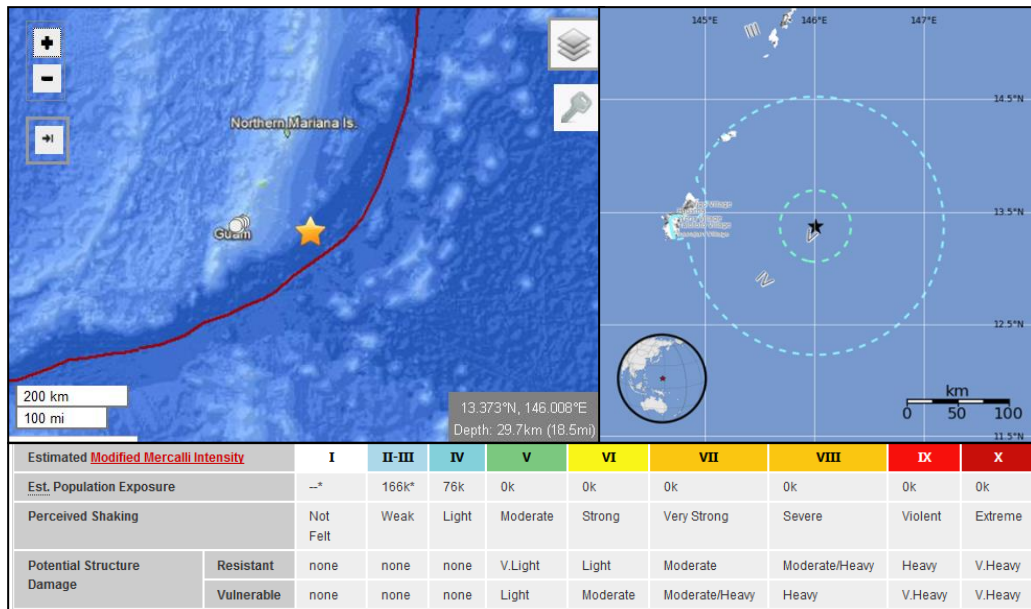 +
−
Northern Mariana Is.
Guam
200 km
100 mi
13.373°N, 146.008°E
Depth: 29.7km (18.5mi)
145°E 146°E 147°E
III
14.5°N
13.5°N
V
IV
12.5°N
km
0 50 100
11.5°N
Estimated Modified Mercalli Intensity I II-III IV V VI VII VIII IX X
Est. Population Exposure --* 166k* 76k 0k 0k 0k 0k 0k 0k
Perceived Shaking Not Felt Weak Light Moderate Strong Very Strong Severe Violent Extreme
Potential Structure Damage Resistant none none none V.Light Light Moderate Moderate/Heavy Heavy V.Heavy
Vulnerable none none none Light Moderate Moderate/Heavy Heavy V.Heavy V.Heavy